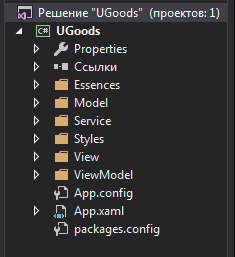 Решение "UGoods" (проектов: 1)
C# UGoods
Properties
Ссылки
Essences
Model
Service
Styles
View
ViewModel
App.config
App.xaml
packages.config